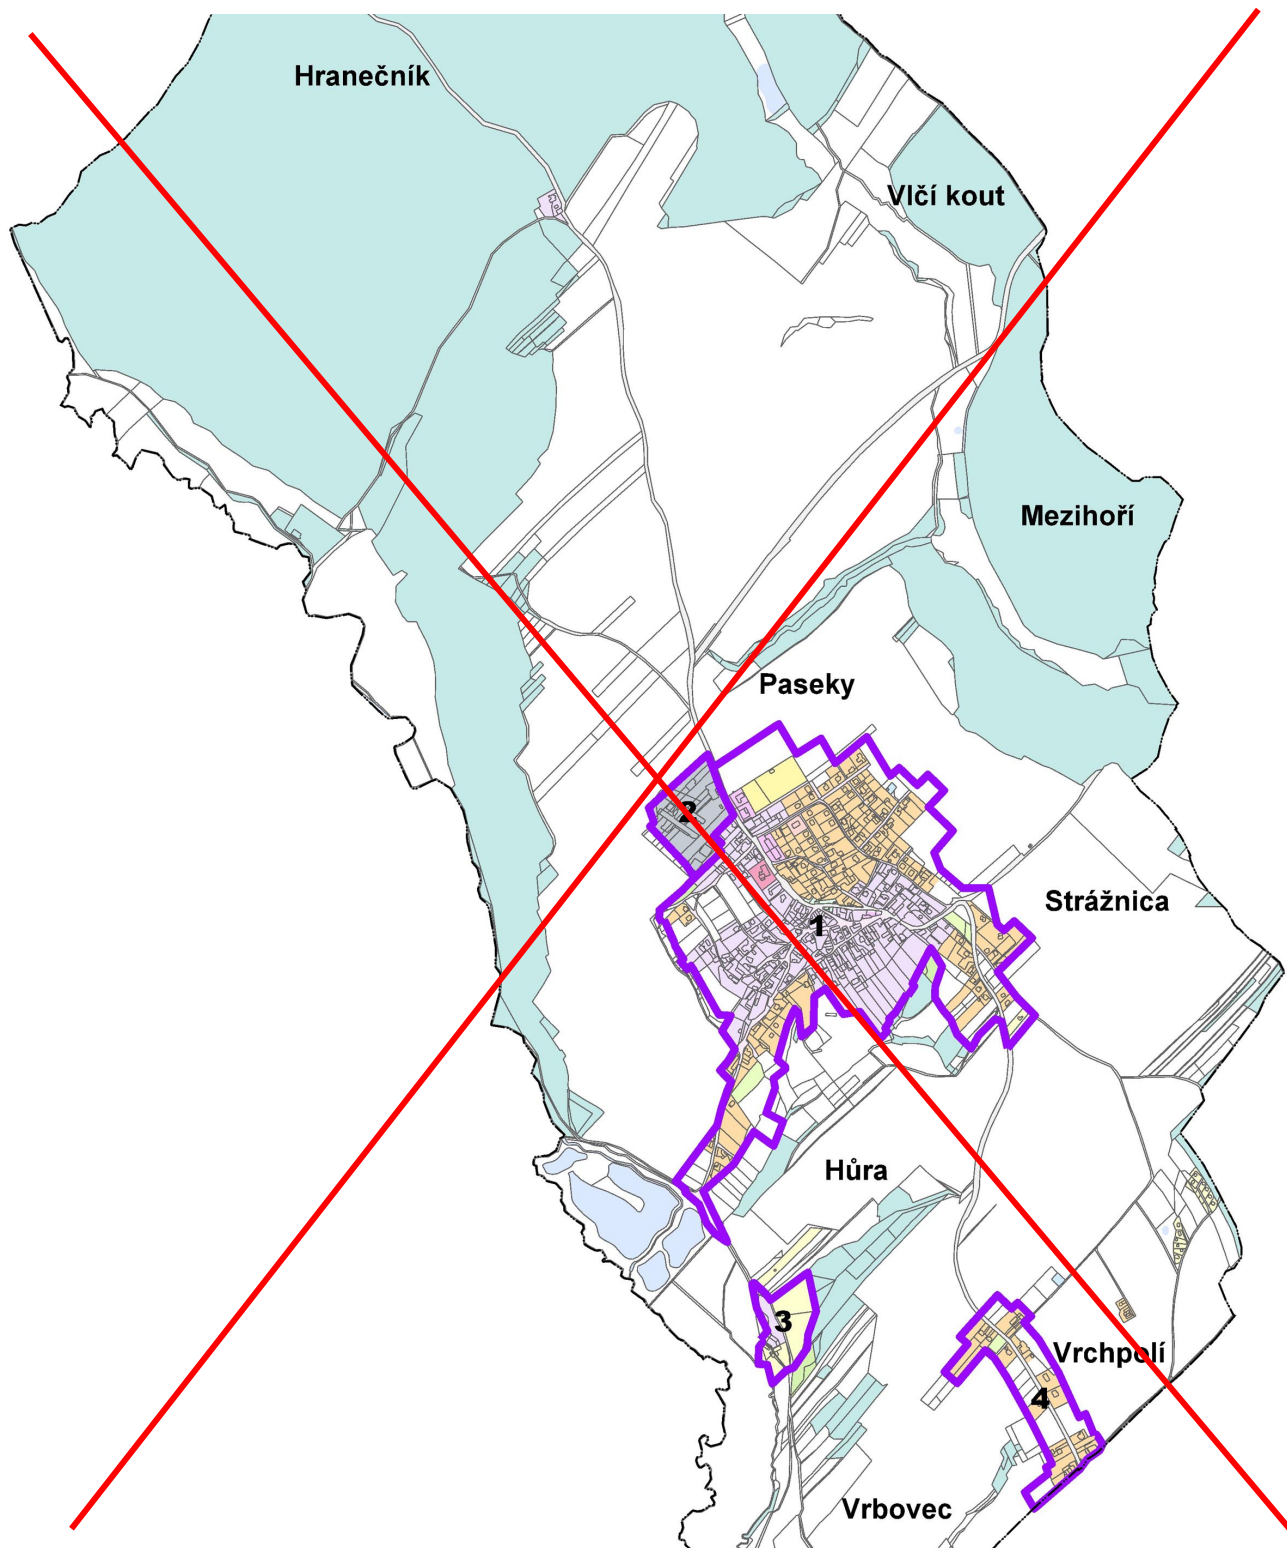 Hranečník
Vlčí kout
Mezihoří
Paseky
2
Strážnica
1
Hůra
3
Vrchpolí
4
Vrbovec